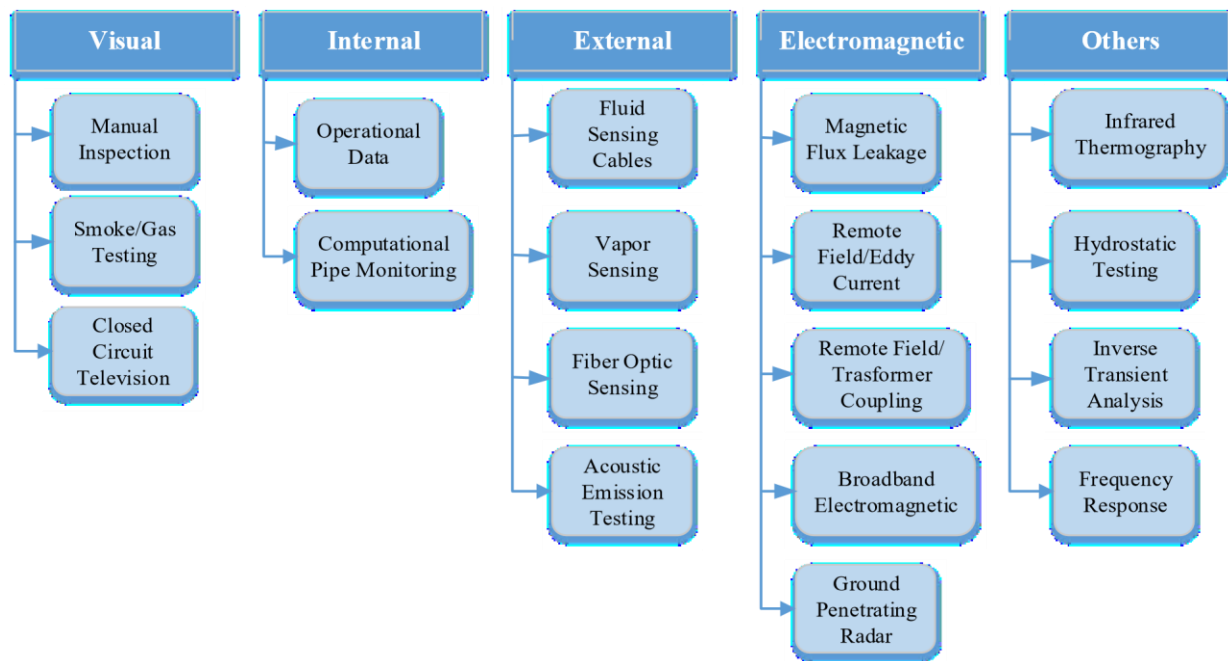 Visual
Manual
Inspection
Smoke/Gas
Testing
Closed
Circuit
Television
Internal
Operational
Data
Computational
Pipe Monitoring
External
Fluid
Sensing
Cables
Vapor
Sensing
Fiber Optic
Sensing
Acoustic
Emission
Testing
Electromagnetic
Magnetic
Flux Leakage
Remote
Field/Eddy
Current
Remote Field/
Trasformer
Coupling
Broadband
Electromagnetic
Ground
Penetrating
Radar
Others
Infrared
Thermography
Hydrostatic
Testing
Inverse
Transient
Analysis
Frequency
Response